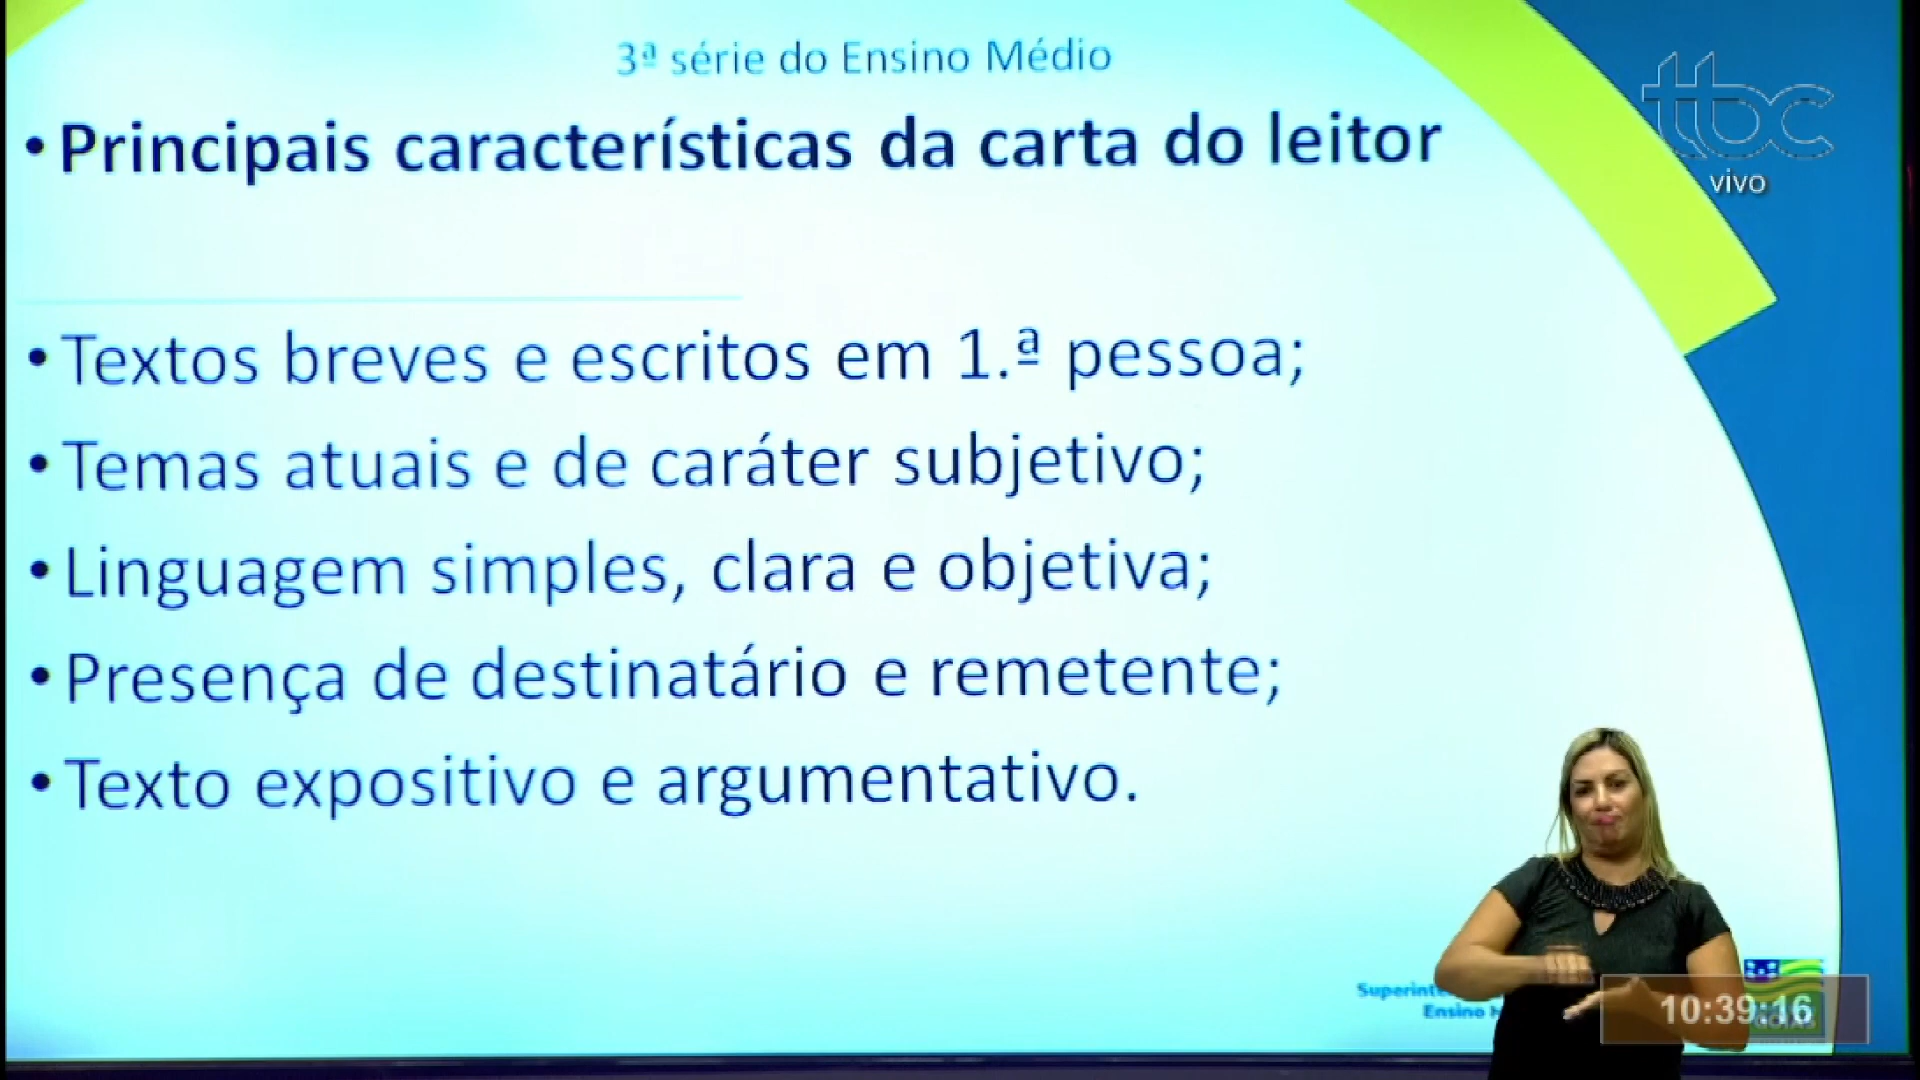 3ª série do Ensino Médio
• Principais características da carta do leitor
ttbc
vivo
• Textos breves e escritos em 1.ª pessoa;
• Temas atuais e de caráter subjetivo;
• Linguagem simples, clara e objetiva;
• Presença de destinatário e remetente;
• Texto expositivo e argumentativo.
Ensino
10:39:16
GOIÁS